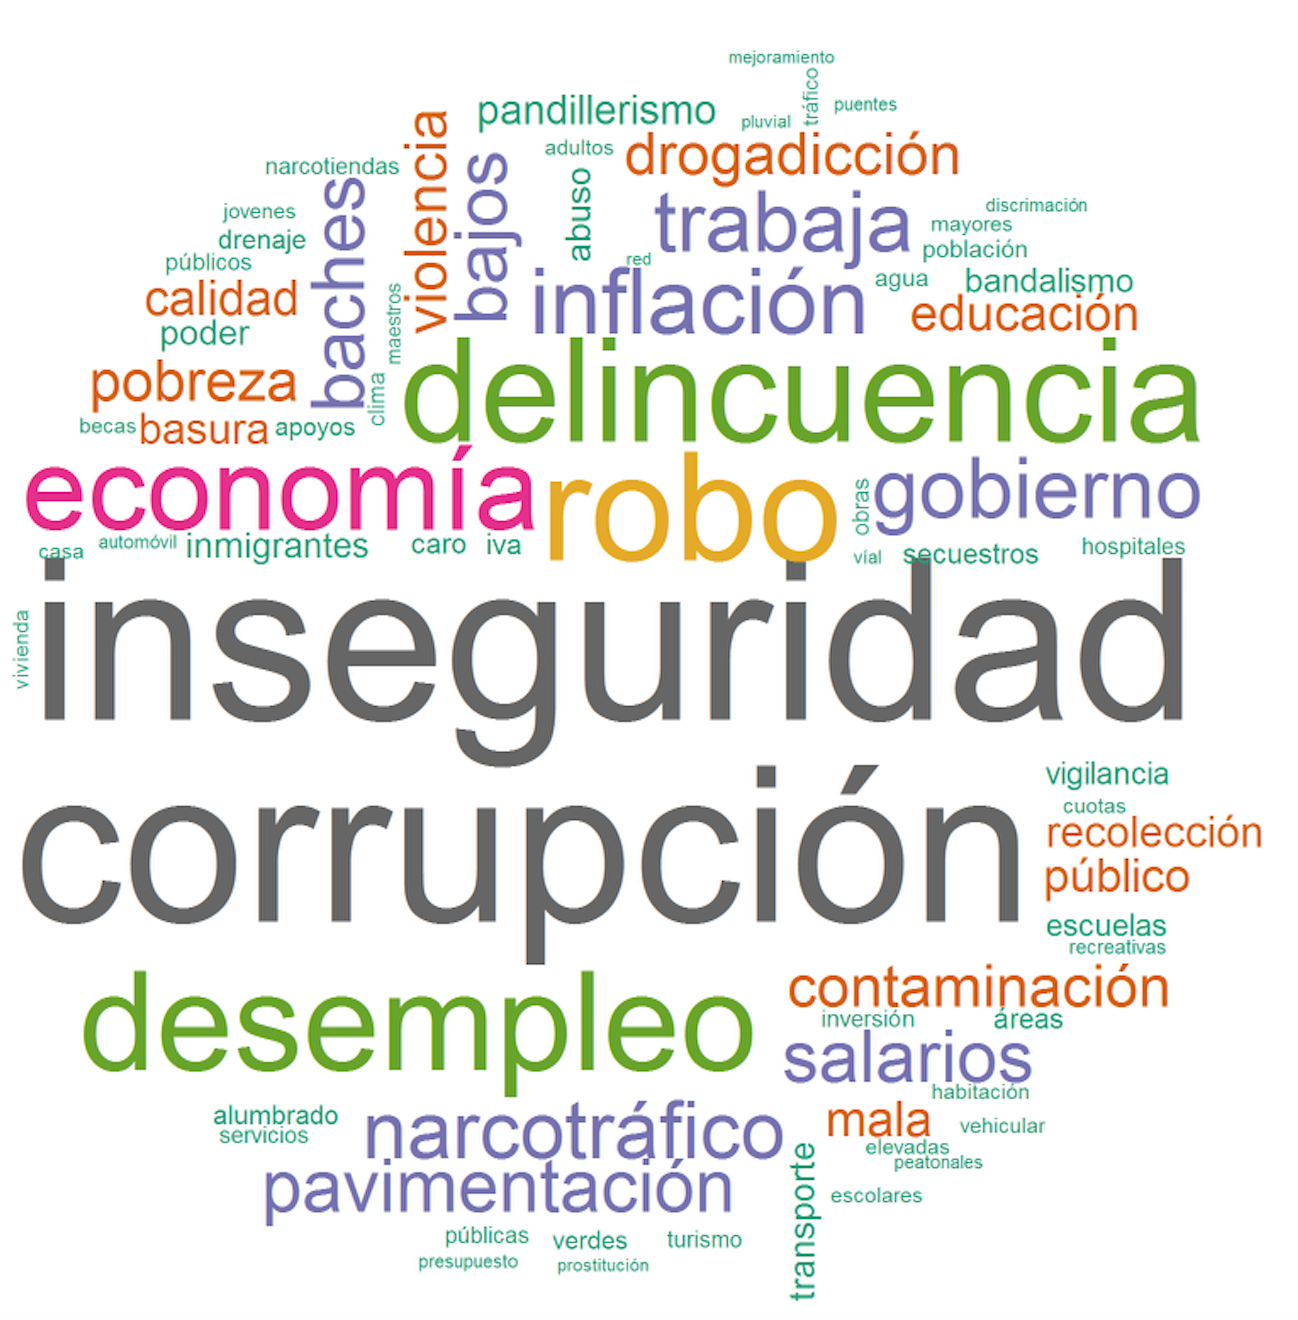 mejoramiento
tráfico
puentes
pandillerismo
pluvial
violencia
adultos
drogadicción
narcotiendas
bajos
abuso
baches
trabaja
discrimación
jovenes
mayores
drenaje
población
públicos
red
inflación
agua
bandalismo
calidad
maestros
educación
poder
delincuencia
pobreza
clima
becas
basura
apoyos
economía
robo
obras
gobierno
casa
automóvil
inmigrantes
caro
iva
víal
secuestros
hospitales
vivienda
inseguridad
vigilancia
cuotas
corrupción
recolección
público
escuelas
recreativas
desempleo
contaminación
inversión
áreas
salarios
habitación
alumbrado
servicios
narcotráfico
mala
vehicular
elevadas
peatonales
pavimentación
transporte
escolares
públicas
verdes
turismo
presupuesto
prostitución